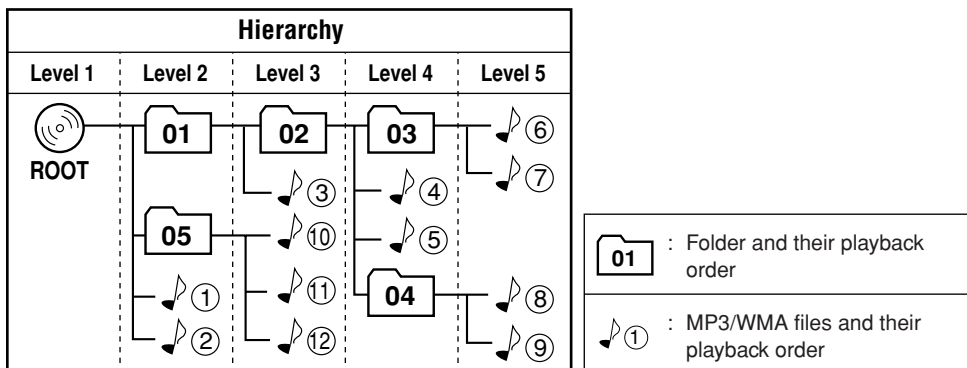 Hierarchy
Level 1 Level 2 Level 3 Level 4 Level 5
ROOT 01 02 03 ⑥
⑦
③ ④
05 ⑩ ⑤
① ⑪ 04 ⑧
② ⑫ ⑨
01 : Folder and their playback
order
① : MP3/WMA files and their
playback order